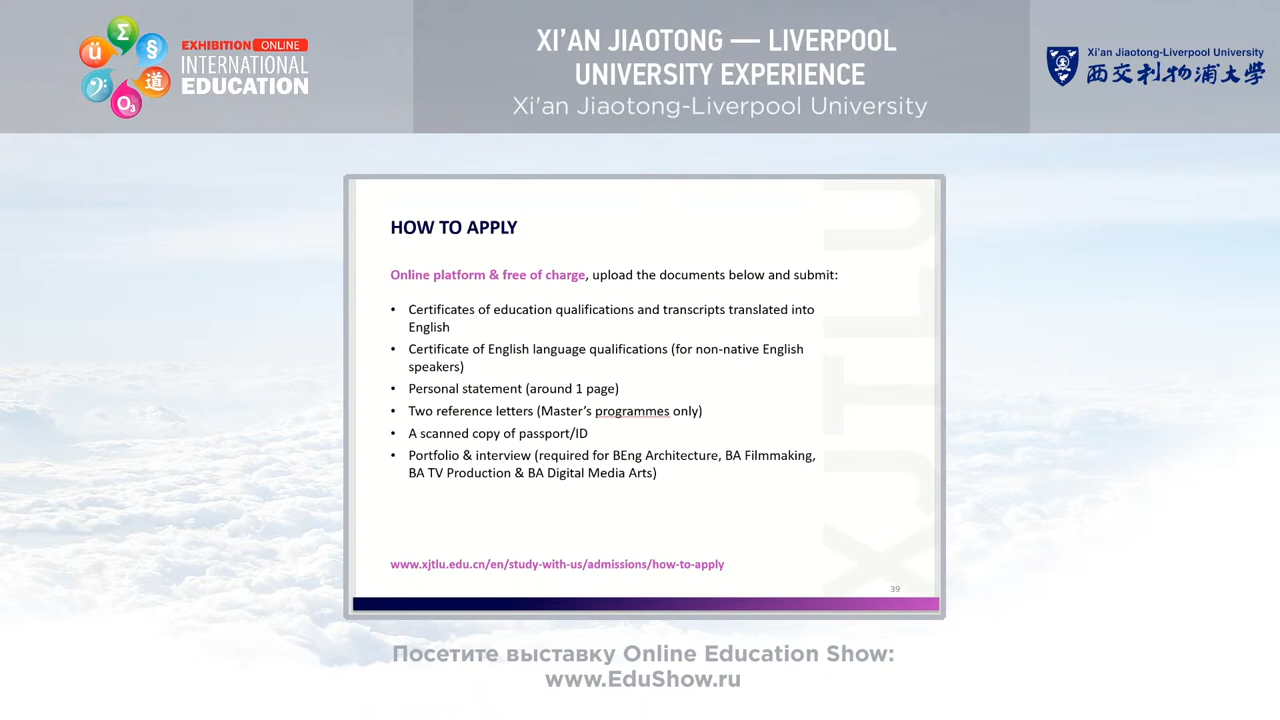 Σ
ü
§
道
O₃
EXHIBITION ONLINE
INTERNATIONAL
EDUCATION
XI'AN JIAOTONG — LIVERPOOL
UNIVERSITY EXPERIENCE
Xi'an Jiaotong-Liverpool University
Xi'an Jiaotong-Liverpool University
西交利物浦大学
HOW TO APPLY
Online platform & free of charge, upload the documents below and submit:
• Certificates of education qualifications and transcripts translated into
English
• Certificate of English language qualifications (for non-native English
speakers)
• Personal statement (around 1 page)
• Two reference letters (Master's programmes only)
• A scanned copy of passport/ID
• Portfolio & interview (required for BEng Architecture, BA Filmmaking,
BA TV Production & BA Digital Media Arts)
www.xjtlu.edu.cn/en/study-with-us/admissions/how-to-apply
39
XJTLU
Посетите выставку Online Education Show:
www.EduShow.ru